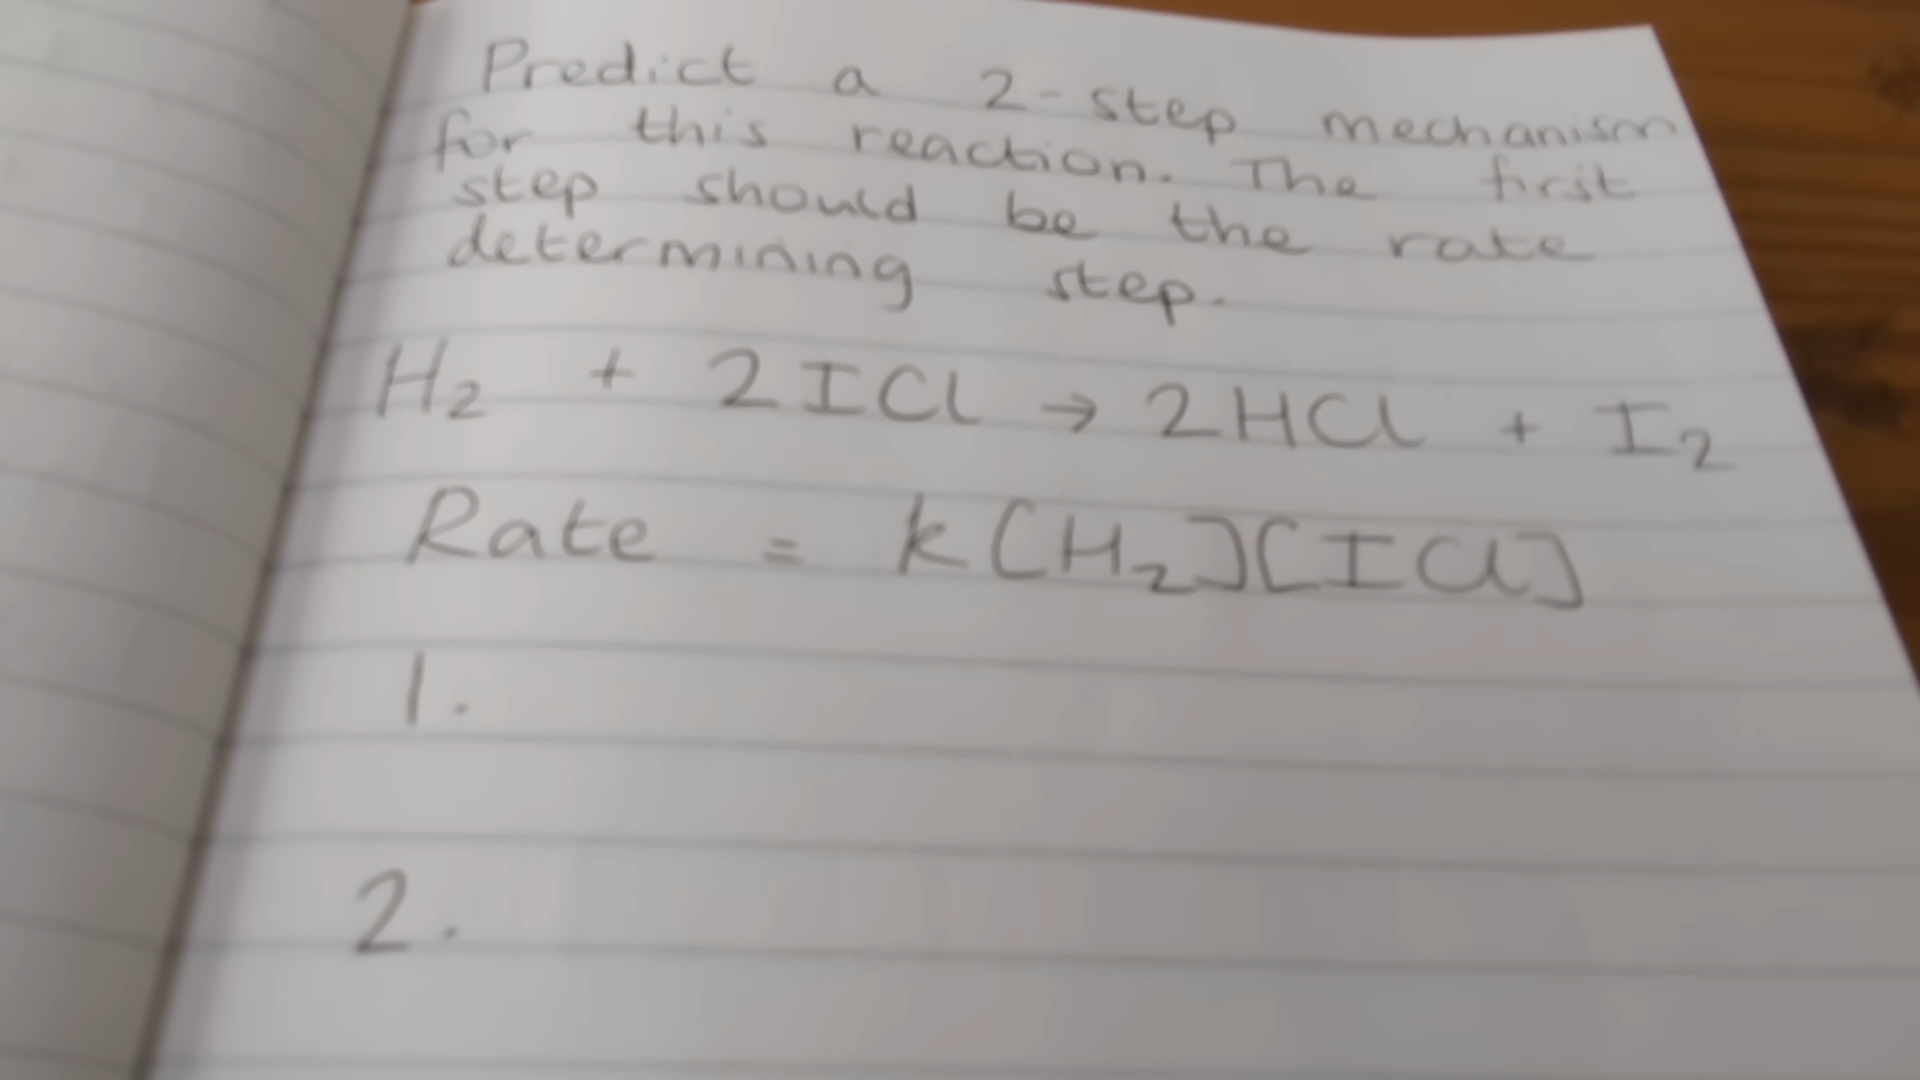 Predict a 2-step mechanism
for this reaction. The first
step should be the rate
determining step.
H₂ + 2ICl → 2HCl + I₂
Rate = k[H₂][ICl]
1.
2.